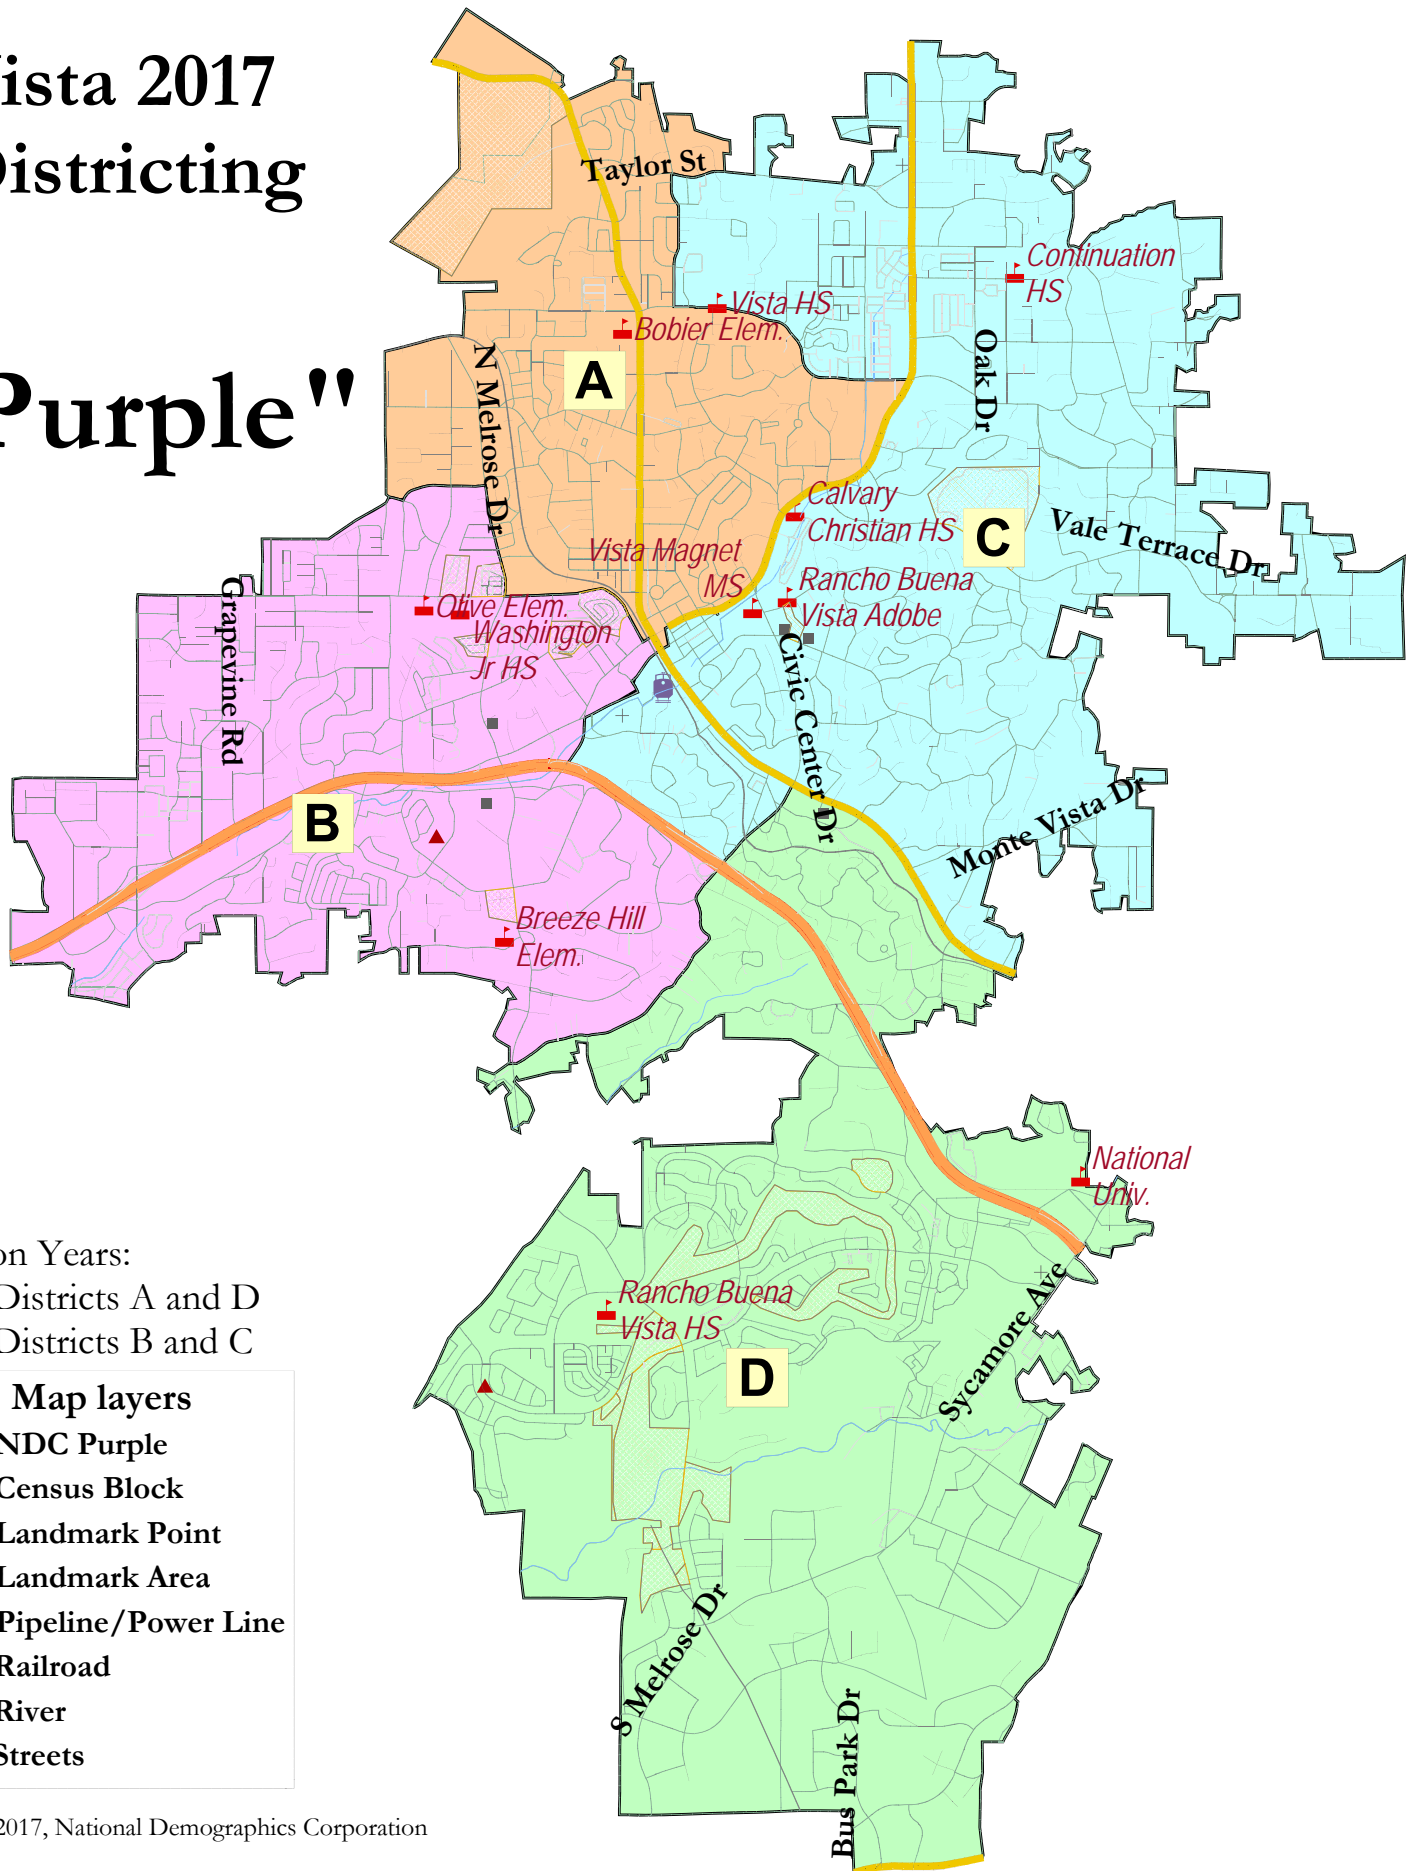 ista 2017
Districting
Purple"
Taylor St
Continuation
HS
Vista HS
Bobier Elem.
A
N Melrose Dr
Oak Dr
Calvary
Christian HS
C
Vale Terrace Dr
Vista Magnet
MS
Rancho Buena
Vista Adobe
Olive Elem.
Washington
Jr HS
Grapevine Rd
Civic Center Dr
B
Monte Vista Dr
Breeze Hill
Elem.
National
Univ.
on Years:
Districts A and D
Districts B and C
Rancho Buena
Vista HS
D
Sycamore Ave
Map layers
NDC Purple
Census Block
Landmark Point
Landmark Area
Pipeline/Power Line
Railroad
River
Streets
S Melrose Dr
Bus Park Dr
2017, National Demographics Corporation